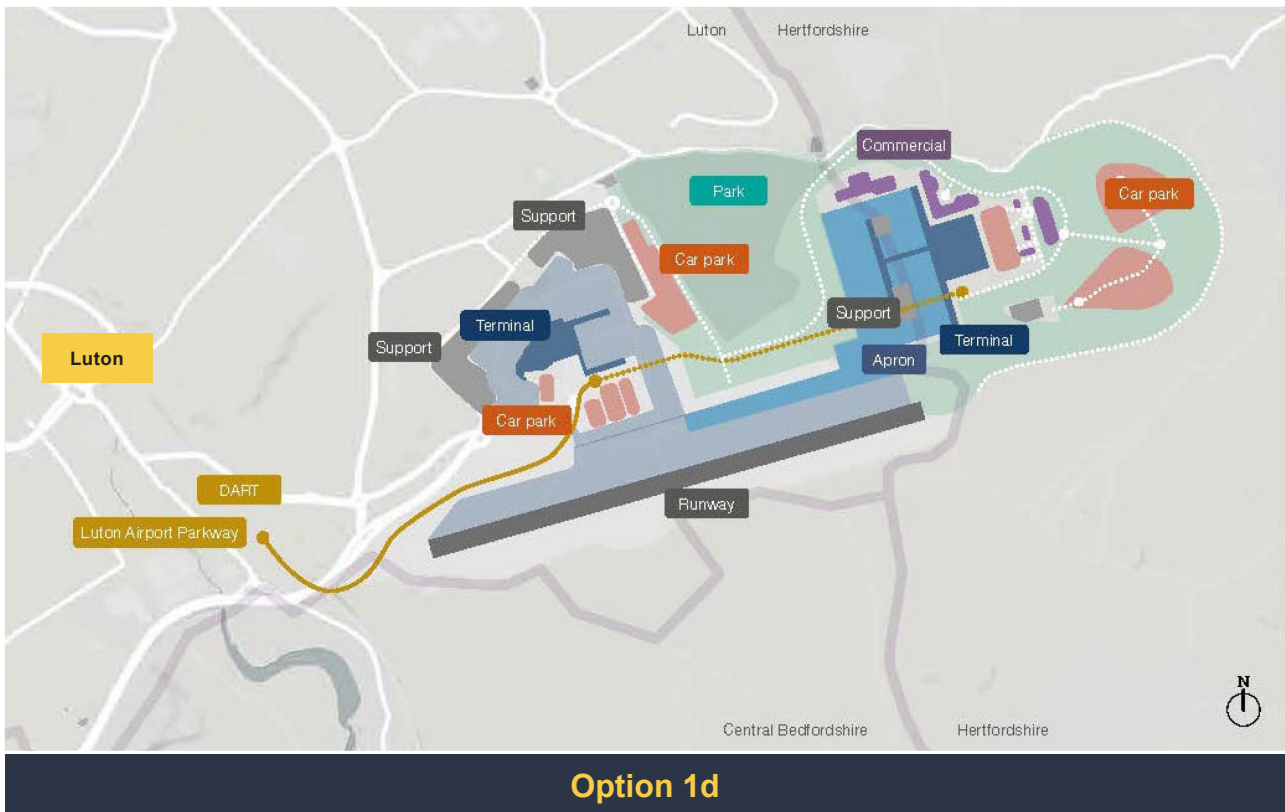 Luton
Hertfordshire
Commercial
Park
Car park
Support
Car park
Terminal
Support
Support
Terminal
Apron
Luton
Car park
DART
Runway
Luton Airport Parkway
N
Central Bedfordshire
Hertfordshire
Option 1d